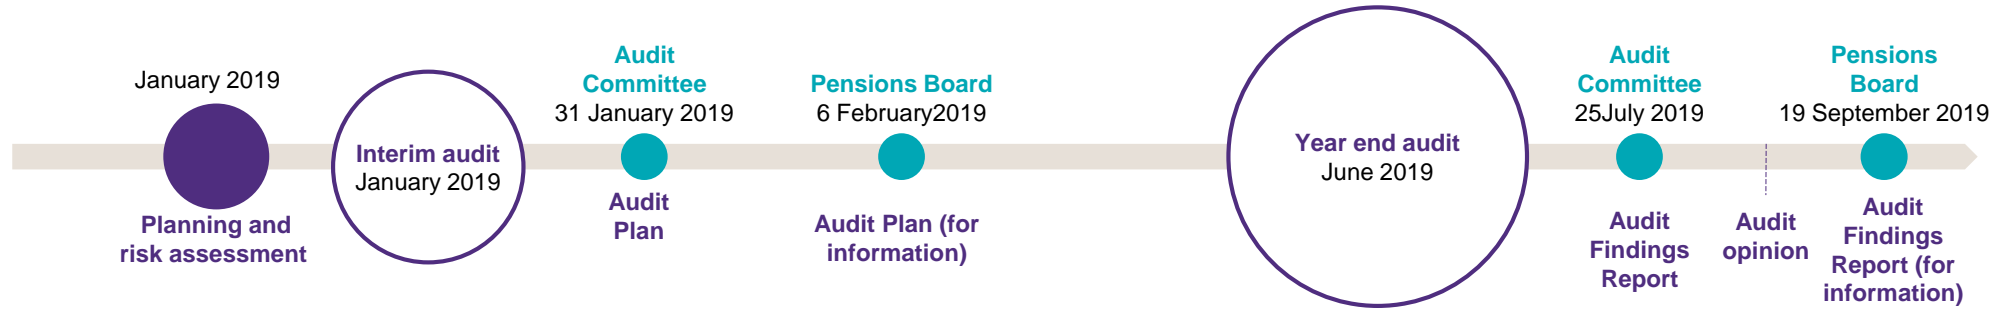 January 2019
Planning and
risk assessment
Interim audit
January 2019
Audit
Committee
31 January 2019
Audit
Plan
Pensions Board
6 February2019
Audit Plan (for
information)
Year end audit
June 2019
Audit
Committee
25July 2019
Audit
Findings
Report
Audit
opinion
Pensions
Board
19 September 2019
Audit
Findings
Report (for
information)